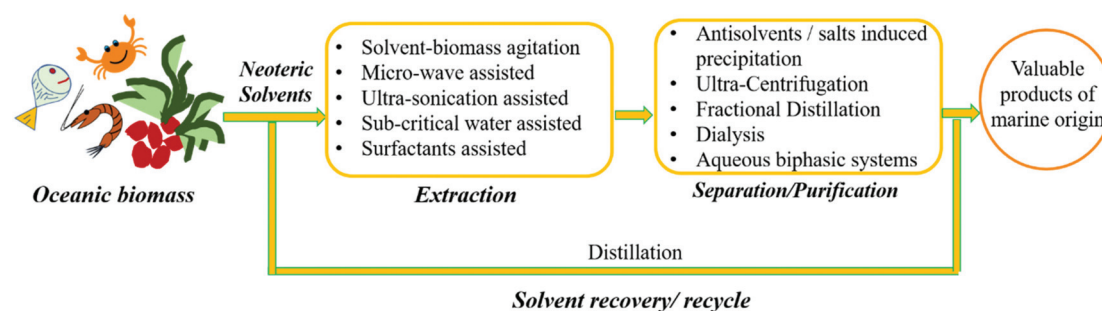 Neoteric
Solvents
Oceanic biomass
• Solvent-biomass agitation
• Micro-wave assisted
• Ultra-sonication assisted
• Sub-critical water assisted
• Surfactants assisted
Extraction
• Antisolvents / salts induced
precipitation
• Ultra-Centrifugation
• Fractional Distillation
• Dialysis
• Aqueous biphasic systems
Separation/Purification
Valuable
products of
marine origin
Distillation
Solvent recovery/ recycle